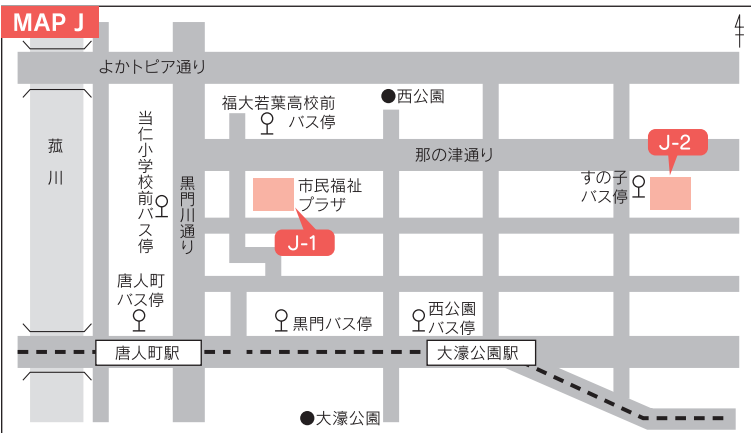 MAP J
よかトピア通り
福大若葉高校前
バス停
西公園
当仁小学校前バス停
菰川
黒門川通り
那の津通り
J-2
すの子
バス停
市民福祉
プラザ
J-1
唐人町
バス停
黒門バス停
西公園
バス停
唐人町駅
大濠公園駅
大濠公園
4